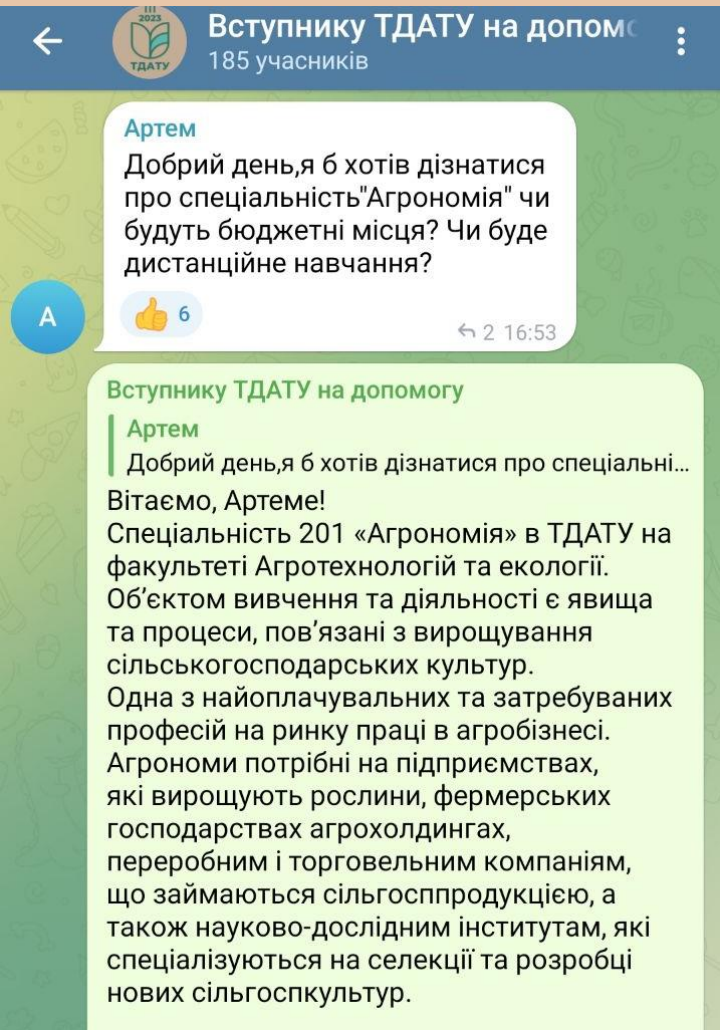 III
2023
ТДАТУ
Вступнику ТДАТУ на допомо
185 учасників
Артем
Добрий день,я б хотів дізнатися
про спеціальність"Агрономія" чи
будуть бюджетні місця? Чи буде
дистанційне навчання?
6
2 16:53
А
Вступнику ТДАТУ на допомогу
Артем
Добрий день,я б хотів дізнатися про спеціальні...
Вітаємо, Артеме!
Спеціальність 201 «Агрономія» в ТДАТУ на
факультеті Агротехнологій та екології.
Об’єктом вивчення та діяльності є явища
та процеси, пов’язані з вирощування
сільськогосподарських культур.
Одна з найоплачувальних та затребуваних
професій на ринку праці в агробізнесі.
Агрономи потрібні на підприємствах,
які вирощують рослини, фермерських
господарствах агрохолдингах,
переробним і торговельним компаніям,
що займаються сільгосппродукцією, а
також науково-дослідним інститутам, які
спеціалізуються на селекції та розробці
нових сільгоспкультур.